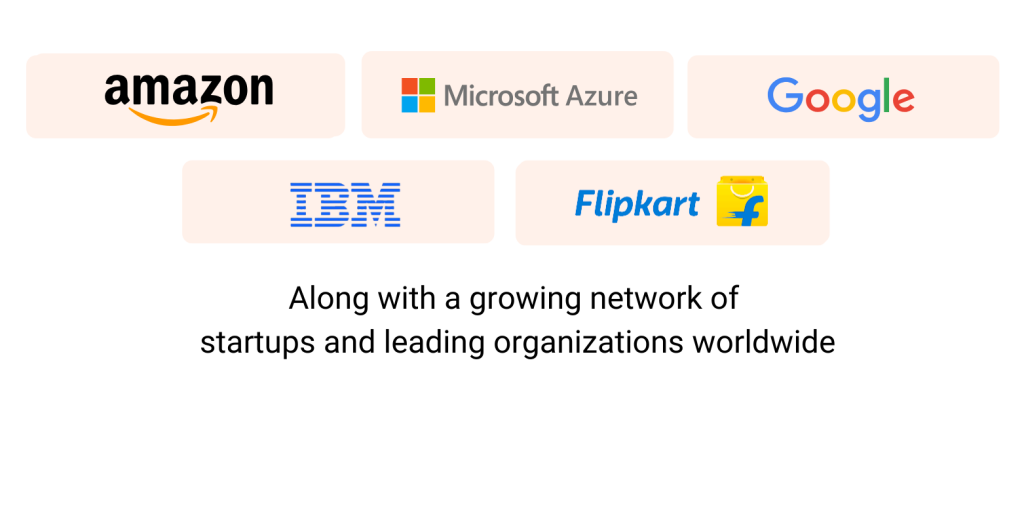 amazon
Microsoft Azure
Google
IBM
Flipkart
Along with a growing network of
startups and leading organizations worldwide